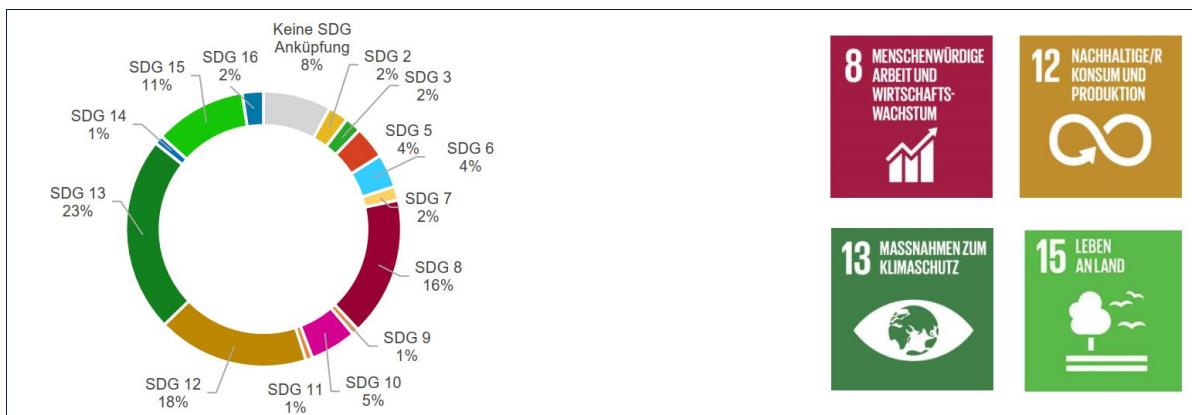 Keine SDG
Anküpfung
8%
SDG 2
2%
SDG 3
2%
SDG 5
4%
SDG 6
4%
SDG 7
2%
SDG 8
16%
SDG 9
1%
SDG 10
5%
SDG 11
1%
SDG 12
18%
SDG 13
23%
SDG 14
1%
SDG 15
11%
SDG 16
2%
8 MENSCHENWÜRDIGE
ARBEIT UND
WIRTSCHAFTS-
WACHSTUM
12 NACHHALTIGE/R
KONSUM UND
PRODUKTION
13 MASSNAHMEN ZUM
KLIMASCHUTZ
15 LEBEN
AN LAND